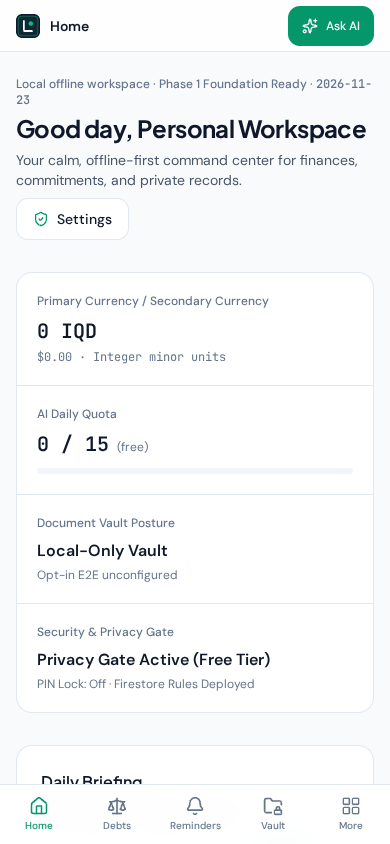 Home
Ask AI
Local offline workspace · Phase 1 Foundation Ready · 2026-11-
23
Good day, Personal Workspace
Your calm, offline-first command center for finances,
commitments, and private records.
Settings
Primary Currency / Secondary Currency
0 IQD
$0.00 · Integer minor units
AI Daily Quota
0 / 15 (free)
Document Vault Posture
Local-Only Vault
Opt-in E2E unconfigured
Security & Privacy Gate
Privacy Gate Active (Free Tier)
PIN Lock: Off · Firestore Rules Deployed
Daily Briefing
Home
Debts
Reminders
Vault
More